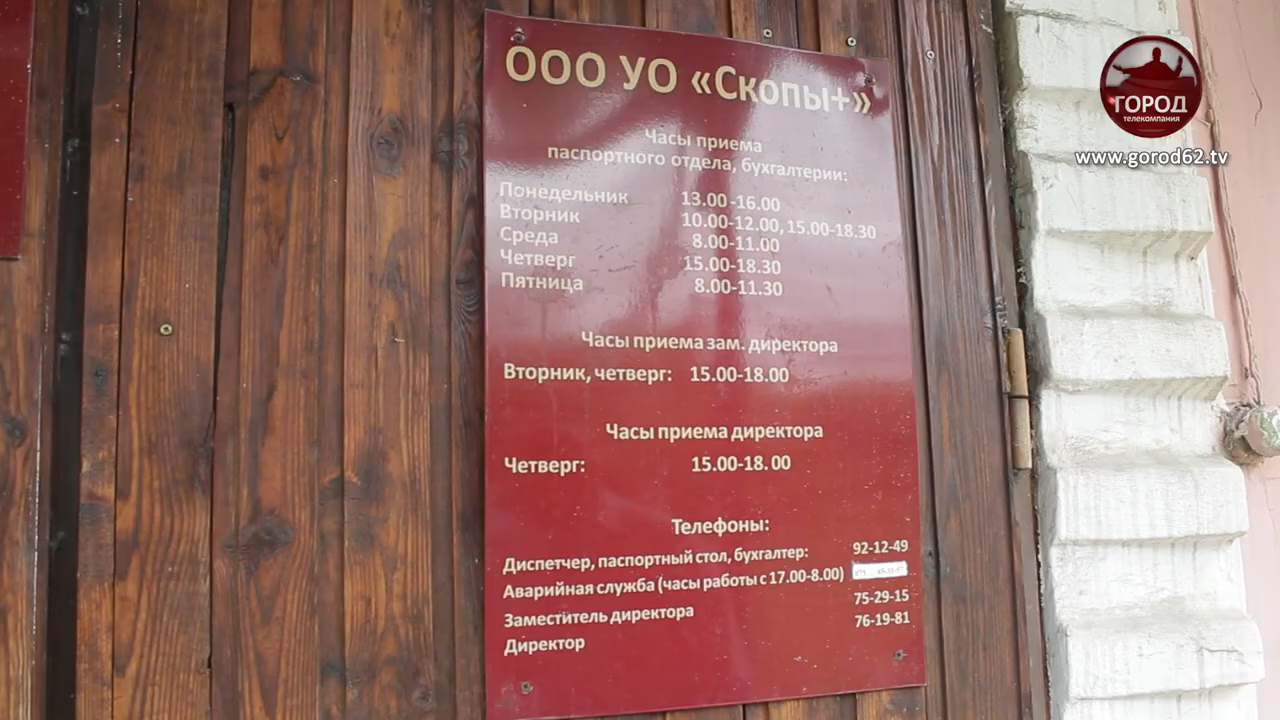 ООО УО «Скопы+»
Часы приема
паспортного отдела, бухгалтерии:
Понедельник 13.00-16.00
Вторник 10.00-12.00, 15.00-18.30
Среда 8.00-11.00
Четверг 15.00-18.30
Пятница 8.00-11.30
Часы приема зам. директора
Вторник, четверг: 15.00-18.00
Часы приема директора
Четверг: 15.00-18.00
Телефоны:
Диспетчер, паспортный стол, бухгалтер: 92-12-49
Аварийная служба (часы работы с 17.00-8.00)
Заместитель директора 75-29-15
Директор 76-19-81
ГОРОД
телекомпания
www.gorod62.tv